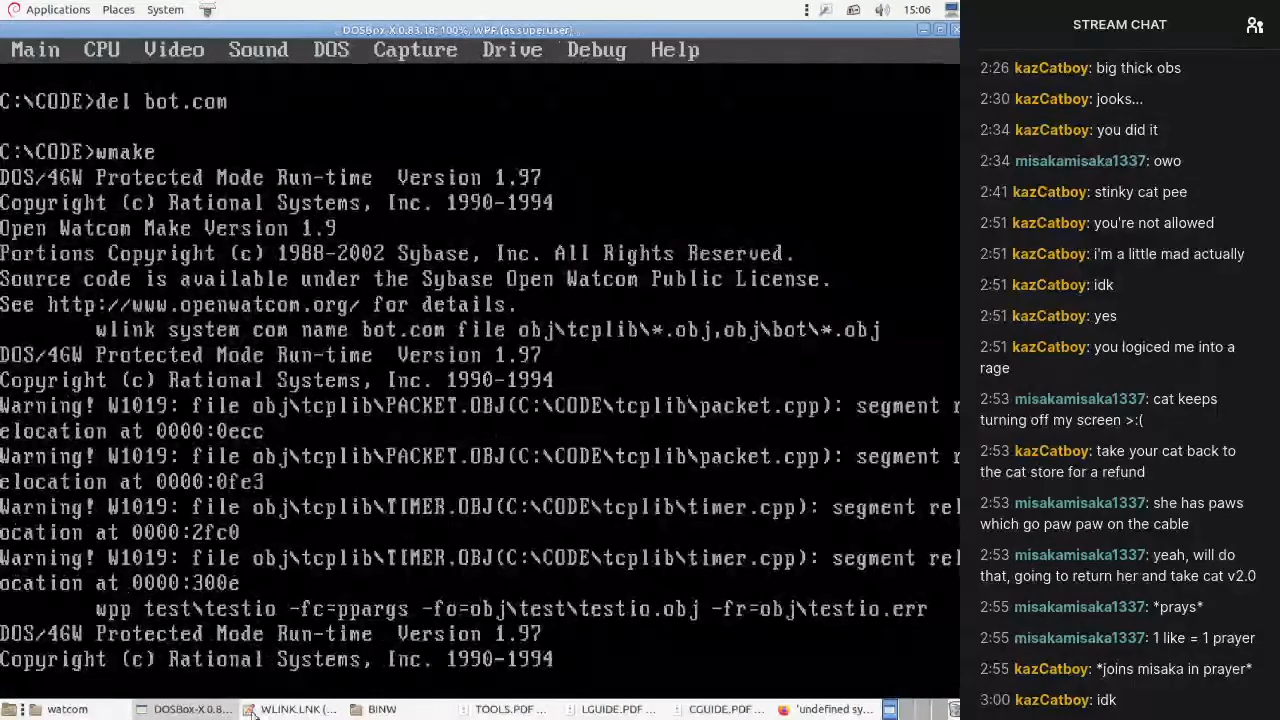 Applications Places System 15:06
DOSBox-X 0.83.18: 100%, WPP (as superuser)
Main CPU Video Sound DOS Capture Drive Debug Help
C:\CODE>del bot.com
C:\CODE>wmake
DOS/4GW Protected Mode Run-time Version 1.97
Copyright (c) Rational Systems, Inc. 1990-1994
Open Watcom Make Version 1.9
Portions Copyright (c) 1988-2002 Sybase, Inc. All Rights Reserved.
Source code is available under the Sybase Open Watcom Public License.
See http://www.openwatcom.org/ for details.
wlink system com name bot.com file obj\tcplib\*.obj,obj\bot\*.obj
DOS/4GW Protected Mode Run-time Version 1.97
Copyright (c) Rational Systems, Inc. 1990-1994
Warning! W1019: file obj\tcplib\PACKET.OBJ(C:\CODE\tcplib\packet.cpp): segment r
elocation at 0000:0ecc
Warning! W1019: file obj\tcplib\PACKET.OBJ(C:\CODE\tcplib\packet.cpp): segment r
elocation at 0000:0fe3
Warning! W1019: file obj\tcplib\TIMER.OBJ(C:\CODE\tcplib\timer.cpp): segment rel
ocation at 0000:2fc0
Warning! W1019: file obj\tcplib\TIMER.OBJ(C:\CODE\tcplib\timer.cpp): segment rel
ocation at 0000:300e
wpp test\testio -fc=ppargs -fo=obj\test\testio.obj -fr=obj\testio.err
DOS/4GW Protected Mode Run-time Version 1.97
Copyright (c) Rational Systems, Inc. 1990-1994
watcom DOSBox-X 0.8... WLINK.LNK (... BINW TOOLS.PDF ... LGUIDE.PDF ... CGUIDE.PDF ... 'undefined sy...
STREAM CHAT
2:26 kazCatboy: big thick obs
2:30 kazCatboy: jooks...
2:34 kazCatboy: you did it
2:34 misakamisaka1337: owo
2:41 kazCatboy: stinky cat pee
2:51 kazCatboy: you're not allowed
2:51 kazCatboy: i'm a little mad actually
2:51 kazCatboy: idk
2:51 kazCatboy: yes
2:51 kazCatboy: you logiced me into a
rage
2:53 misakamisaka1337: cat keeps
turning off my screen >:(
2:53 kazCatboy: take your cat back to
the cat store for a refund
2:53 misakamisaka1337: she has paws
which go paw paw on the cable
2:53 misakamisaka1337: yeah, will do
that, going to return her and take cat v2.0
2:55 misakamisaka1337: *prays*
2:55 misakamisaka1337: 1 like = 1 prayer
2:55 kazCatboy: *joins misaka in prayer*
3:00 kazCatboy: idk